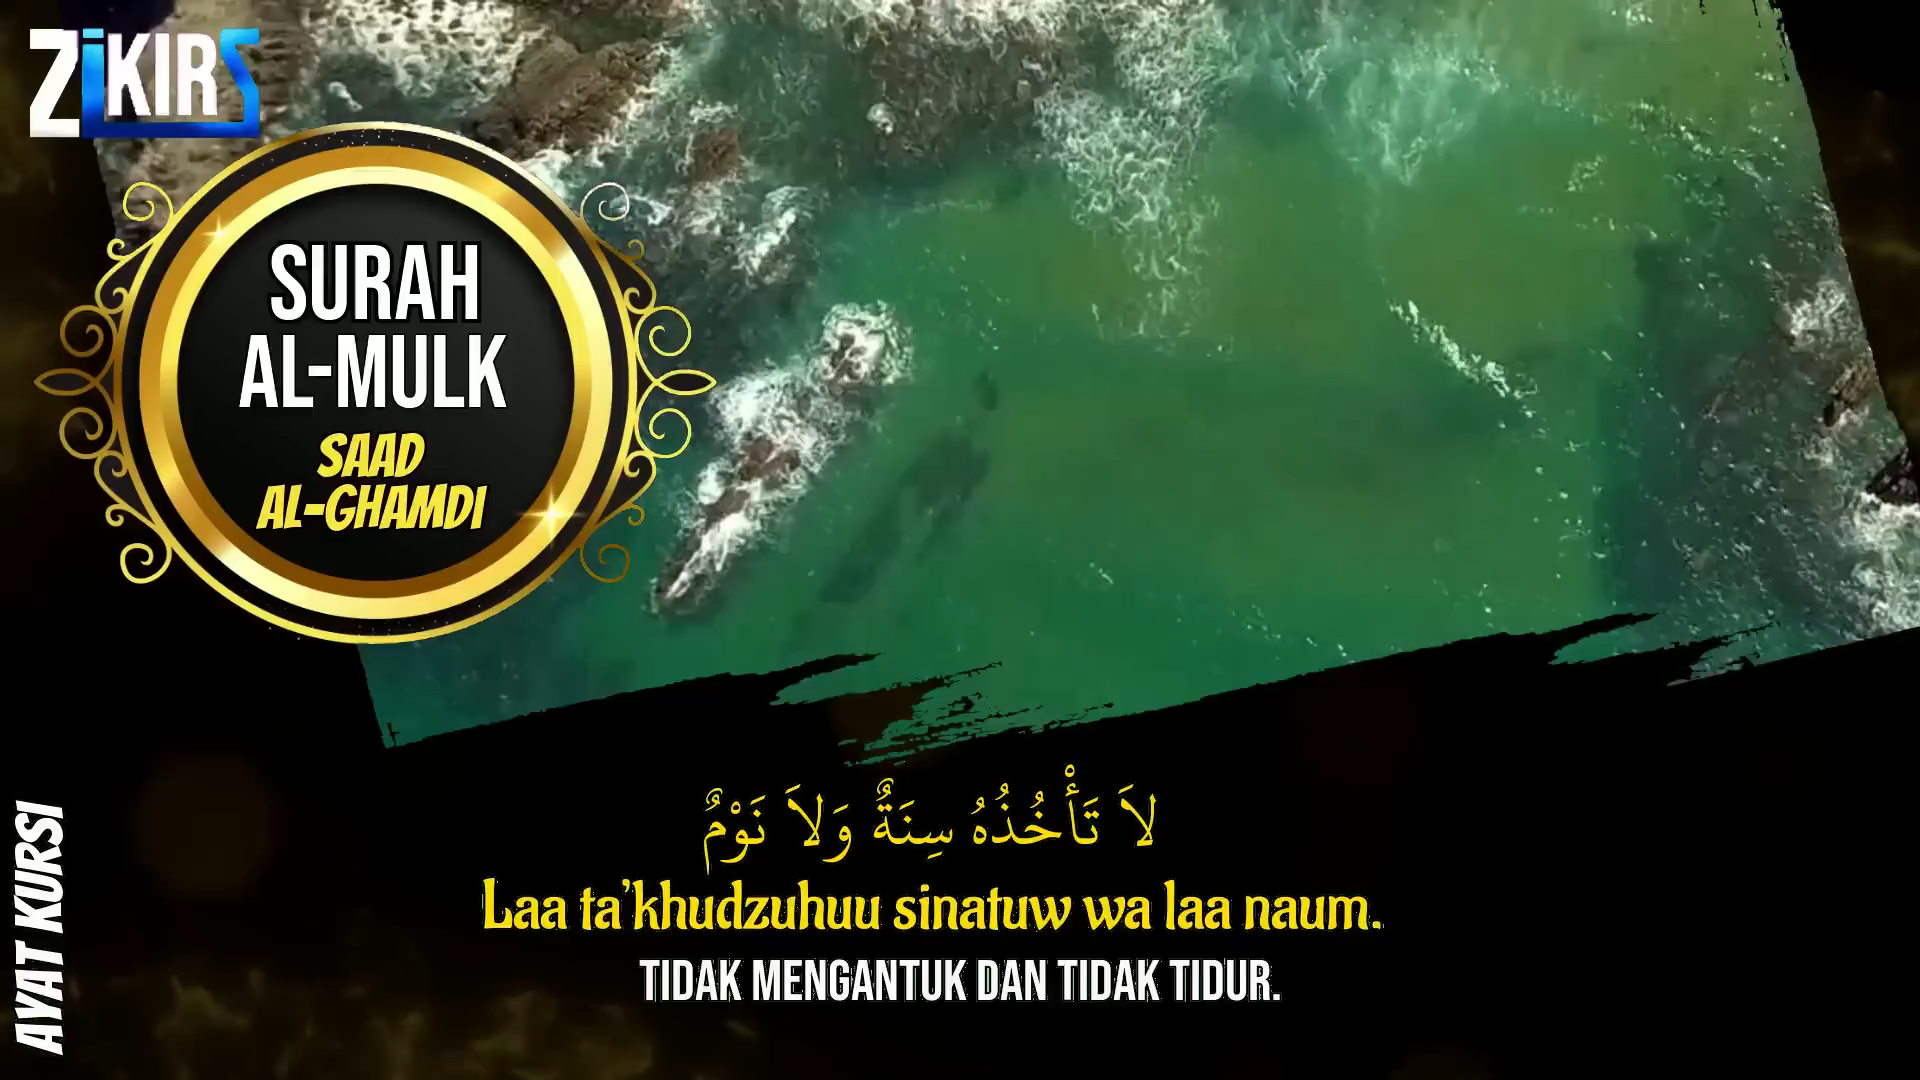 ZiKIRS
SURAH
AL-MULK
SAAD
AL-GHAMDI
لاَ تَأْخُذُهُ سِنَةٌ وَلاَ نَوْمٌ
Laa ta'khudzuhuu sinatuw wa laa naum.
TIDAK MENGANTUK DAN TIDAK TIDUR.
AYAT KURSI